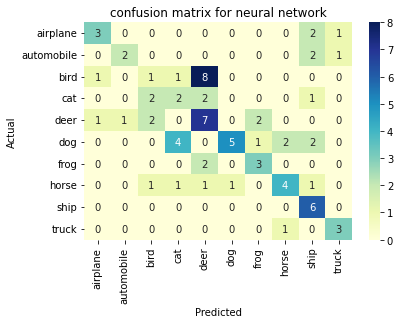 confusion matrix for neural network
airplane 3 0 0 0 0 0 0 0 2 1
automobile 0 2 0 0 0 0 0 0 2 1
bird 1 0 1 1 8 0 0 0 0 0
cat 0 0 2 2 2 0 0 0 1 0
deer 1 1 2 0 7 0 2 0 0 0
dog 0 0 0 4 0 5 1 2 2 0
frog 0 0 0 0 2 0 3 0 0 0
horse 0 0 1 1 1 1 0 4 1 0
ship 0 0 0 0 0 0 0 0 6 0
truck 0 0 0 0 0 0 0 1 0 3
airplane automobile bird cat deer dog frog horse ship truck
Predicted
Actual
8
7
6
5
4
3
2
1
0